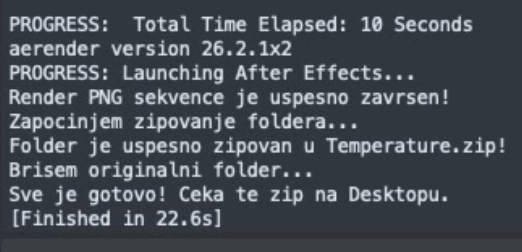 PROGRESS:  Total Time Elapsed: 10 Seconds
aerender version 26.2.1x2
PROGRESS: Launching After Effects...
Render PNG sekvence je uspesno zavrsen!
Zapocinjem zipovanje foldera...
Folder je uspesno zipovan u Temperature.zip!
Brisem originalni folder...
Sve je gotovo! Ceka te zip na Desktopu.
[Finished in 22.6s]